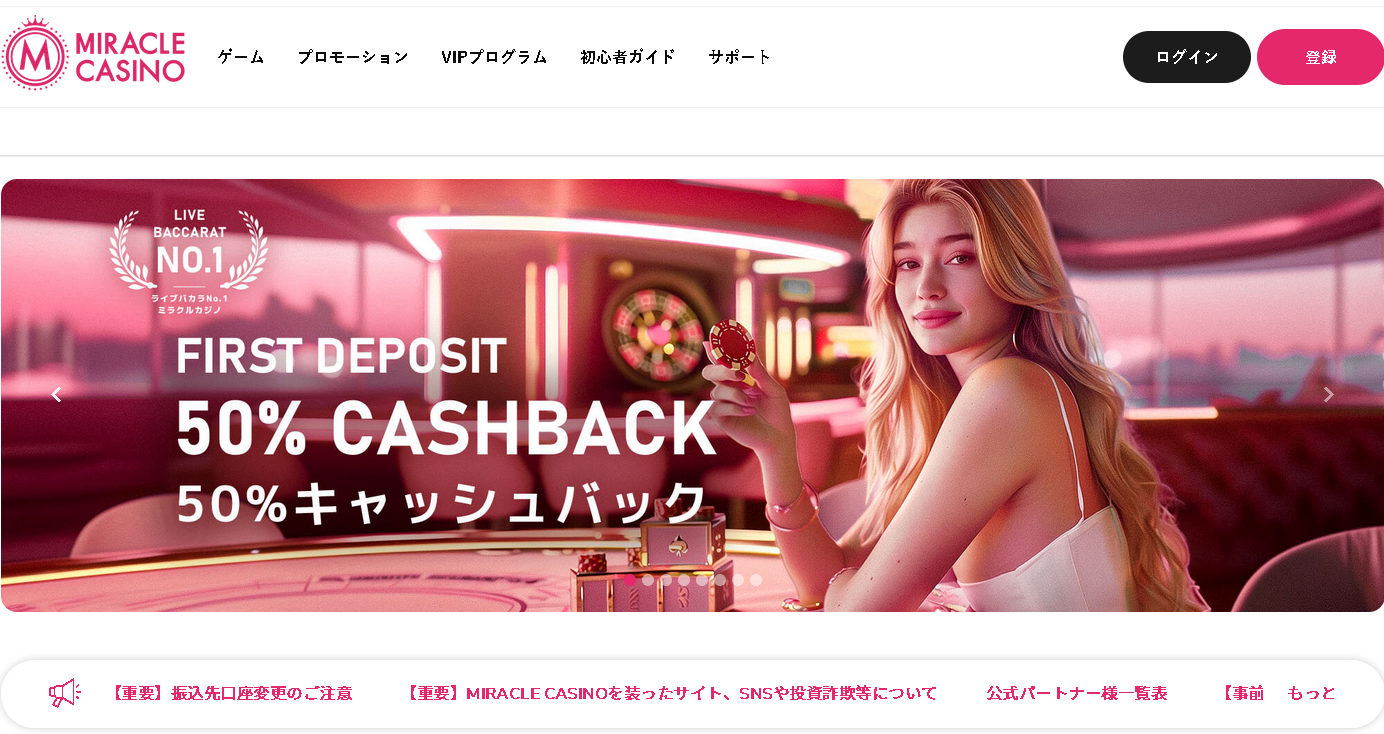 MIRACLE
CASINO
ゲーム
プロモーション
VIPプログラム
初心者ガイド
サポート
ログイン
登録
LIVE
BACCARAT
NO.1
ライブバカラNo.1
ミラクルカジノ
FIRST DEPOSIT
50% CASHBACK
50%キャッシュバック
【重要】振込先口座変更のご注意
【重要】MIRACLE CASINOを装ったサイト、SNSや投資詐欺等について
公式パートナー様一覧表
【事前
もっと